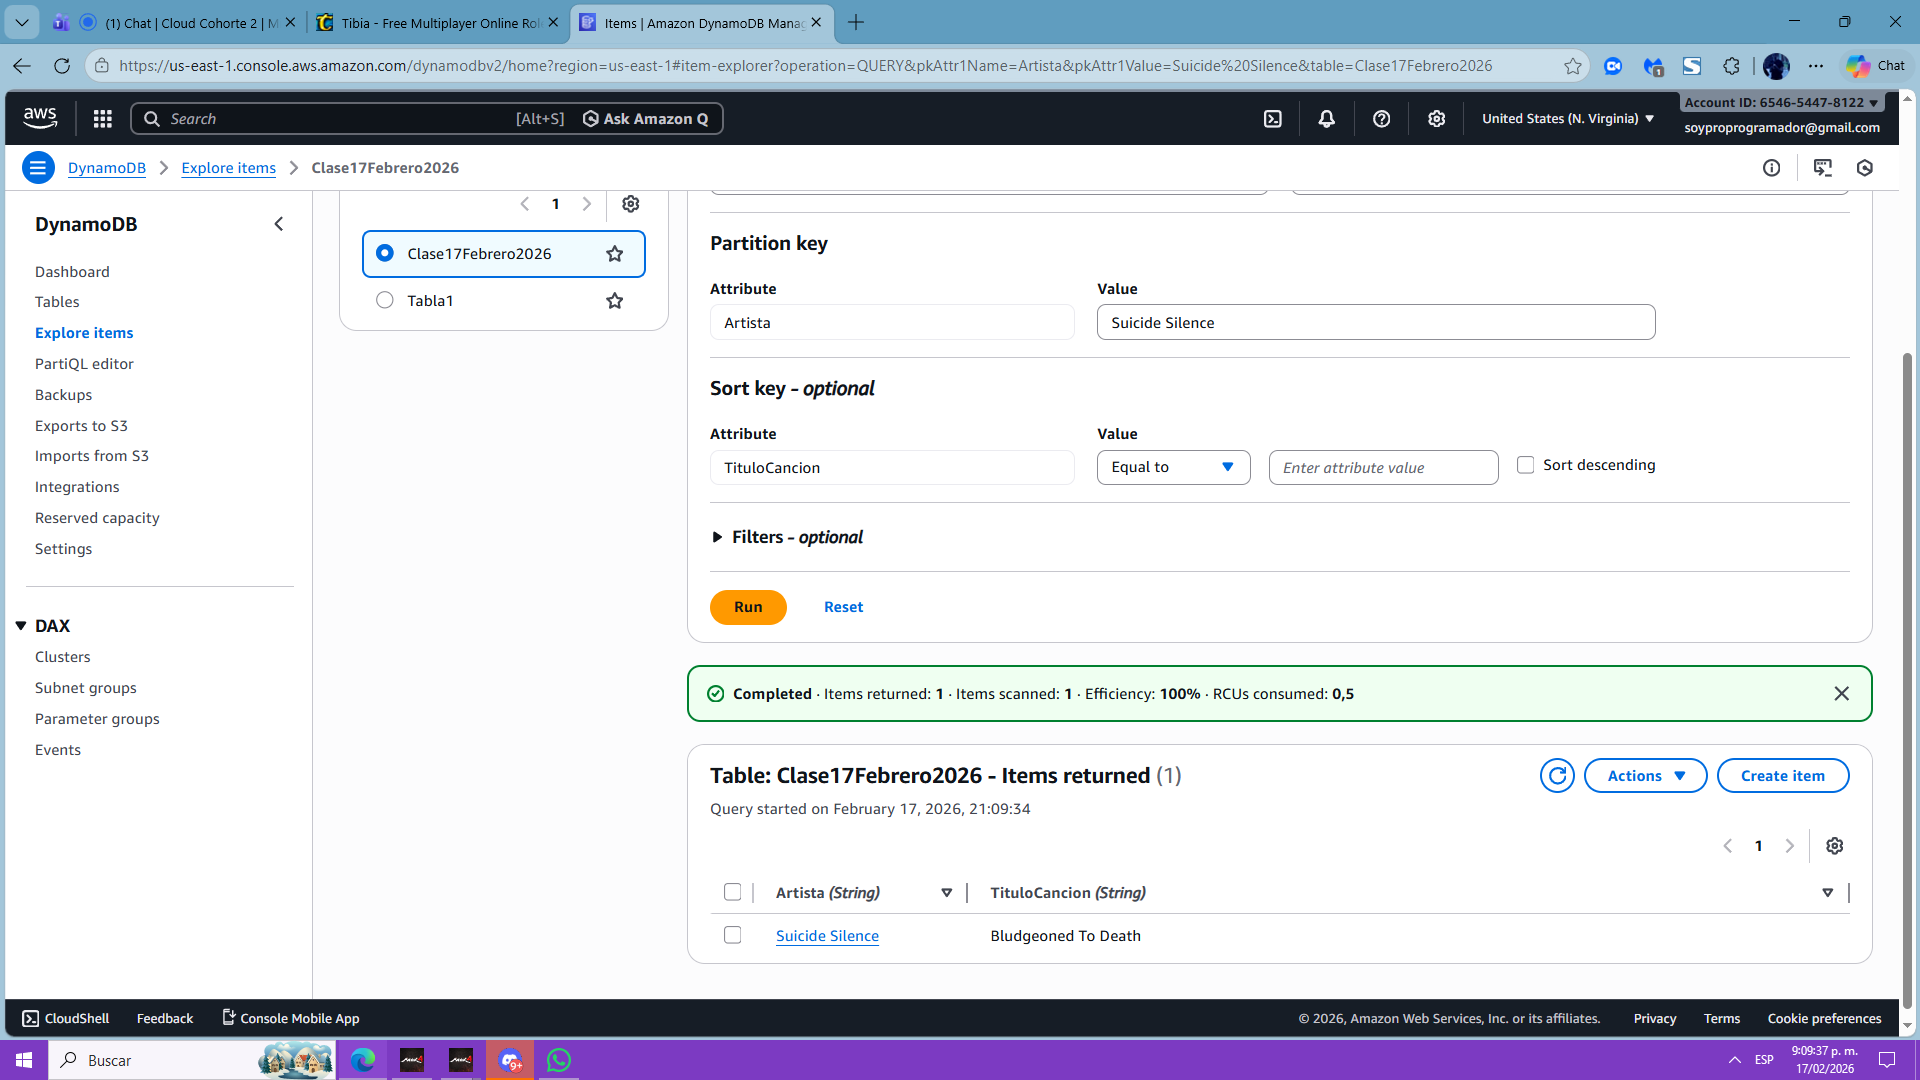 (1) Chat | Cloud Cohorte 2 | M
Tibia - Free Multiplayer Online Rol
Items | Amazon DynamoDB Manag
https://us-east-1.console.aws.amazon.com/dynamodbv2/home?region=us-east-1#item-explorer?operation=QUERY&pkAttr1Name=Artista&pkAttr1Value=Suicide%20Silence&table=Clase17Febrero2026
1
Chat
aws
Search
[Alt+S]
Ask Amazon Q
United States (N. Virginia)
Account ID: 6546-5447-8122
soyproprogramador@gmail.com
DynamoDB
Explore items
Clase17Febrero2026
DynamoDB
Dashboard
Tables
Explore items
PartiQL editor
Backups
Exports to S3
Imports from S3
Integrations
Reserved capacity
Settings
DAX
Clusters
Subnet groups
Parameter groups
Events
1
Clase17Febrero2026
Tabla1
Partition key
Attribute
Value
Artista
Suicide Silence
Sort key - optional
Attribute
Value
TituloCancion
Equal to
Enter attribute value
Sort descending
Filters - optional
Run
Reset
Completed · Items returned: 1 · Items scanned: 1 · Efficiency: 100% · RCUs consumed: 0,5
Table: Clase17Febrero2026 - Items returned (1)
Actions
Create item
Query started on February 17, 2026, 21:09:34
1
Artista (String)
TituloCancion (String)
Suicide Silence
Bludgeoned To Death
CloudShell
Feedback
Console Mobile App
© 2026, Amazon Web Services, Inc. or its affiliates.
Privacy
Terms
Cookie preferences
Buscar
9+
ESP
9:09:37 p. m.
17/02/2026